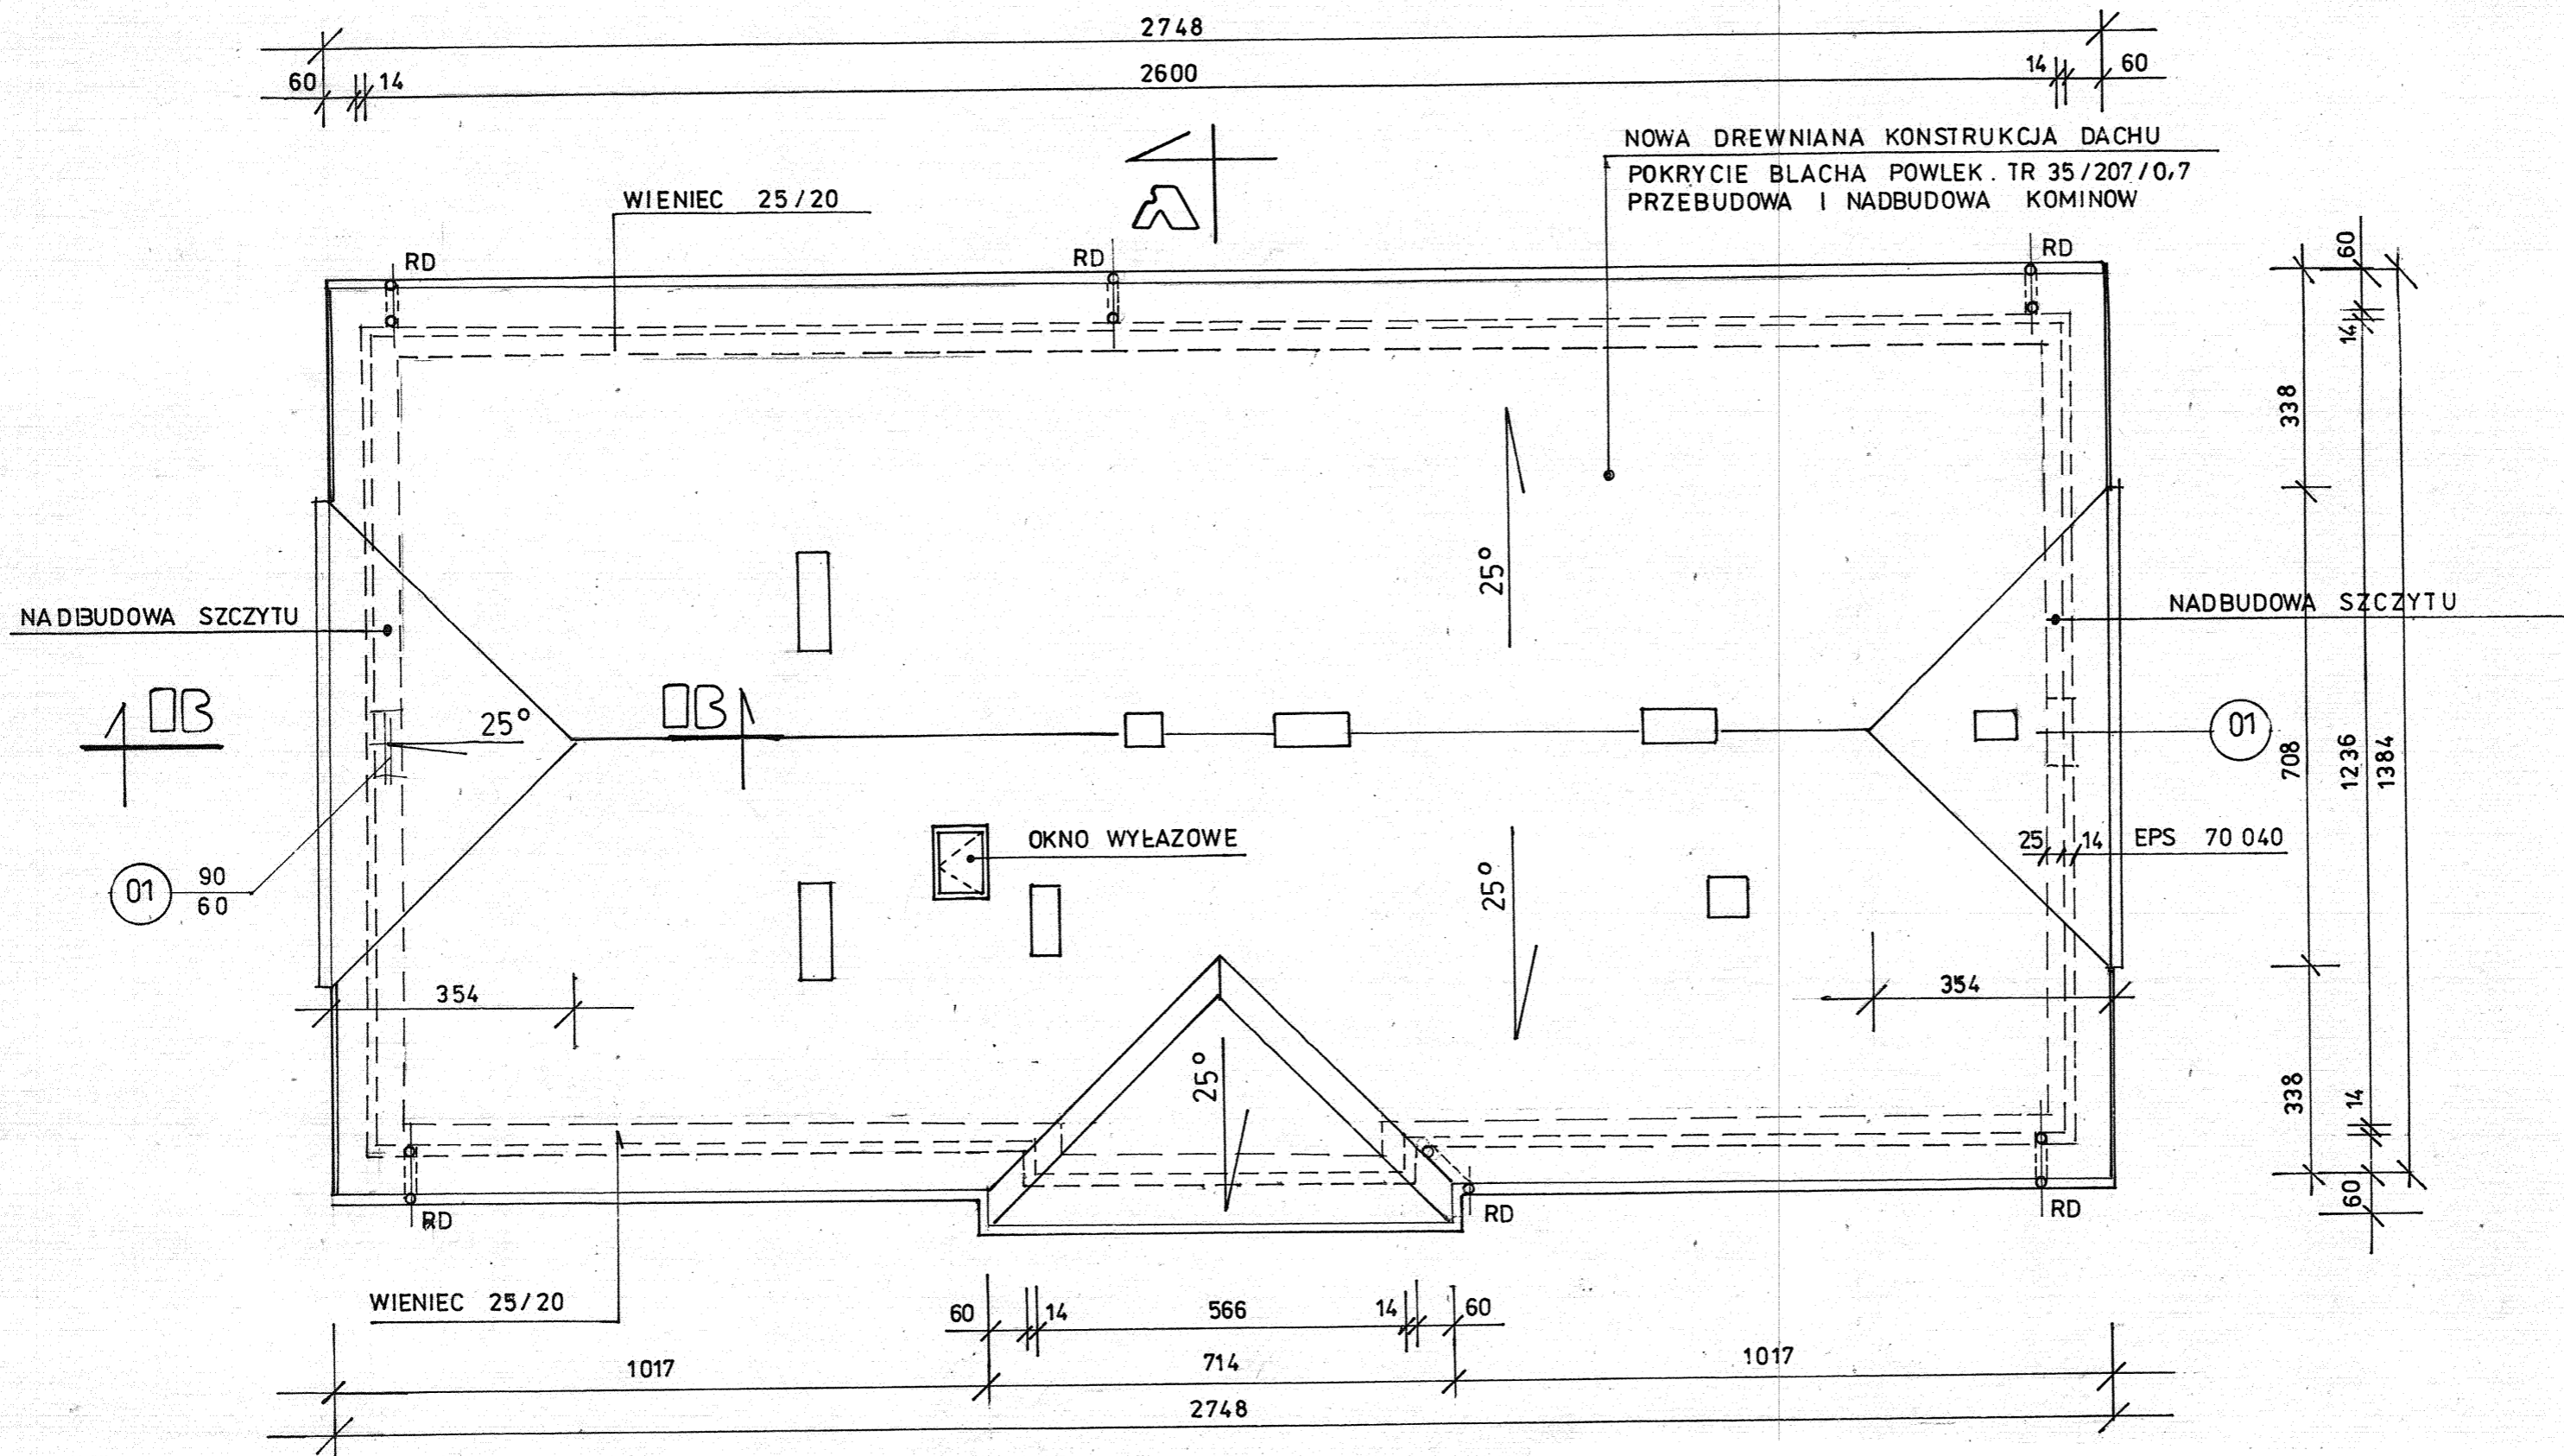 2748
60 14 2600 14 60
NOWA DREWNIANA KONSTRUKCJA DACHU
POKRYCIE BLACHA POWLEK. TR 35/207/0,7
PRZEBUDOWA I NADBUDOWA KOMINOW
WIENIEC 25/20
A
RD
RD
RD
60
14
338
25°
NADBUDOWA SZCZYTU
NADBUDOWA SZCZYTU
B
B
25°
01
708
1236
1384
OKNO WYŁAZOWE
25 14 EPS 70 040
01 90
60
25°
354
354
25°
338
14
60
RD
RD
RD
WIENIEC 25/20
60 14 566 14 60
1017 714 1017
2748